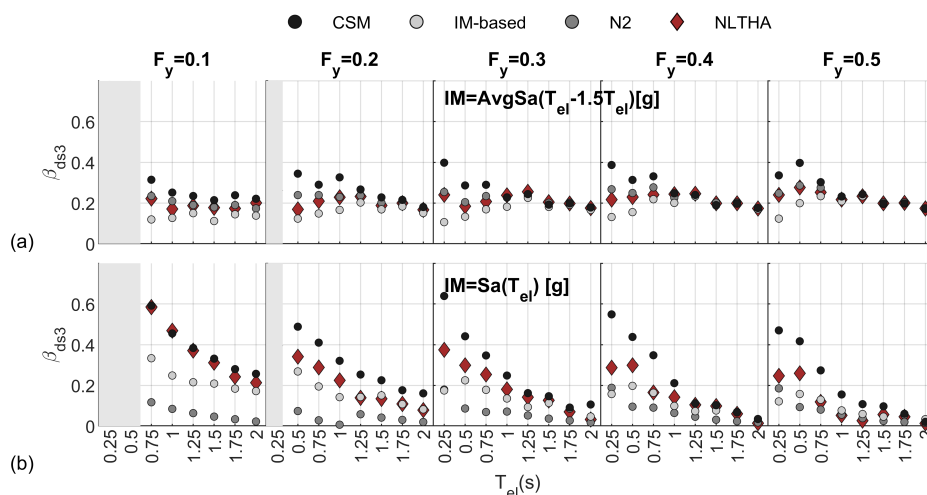 CSM IM-based N2 NLTHA
F_y=0.1 F_y=0.2 F_y=0.3 F_y=0.4 F_y=0.5
IM=AvgSa(T_el-1.5T_el)[g]
0.6
0.4
0.2
0
β_ds3
(a)
IM=Sa(T_el) [g]
0.6
0.4
0.2
0
β_ds3
(b)
0.25 0.5 0.75 1 1.25 1.5 1.75 2 0.25 0.5 0.75 1 1.25 1.5 1.75 2 0.25 0.5 0.75 1 1.25 1.5 1.75 2 0.25 0.5 0.75 1 1.25 1.5 1.75 2 0.25 0.5 0.75 1 1.25 1.5 1.75 2
T_el(s)